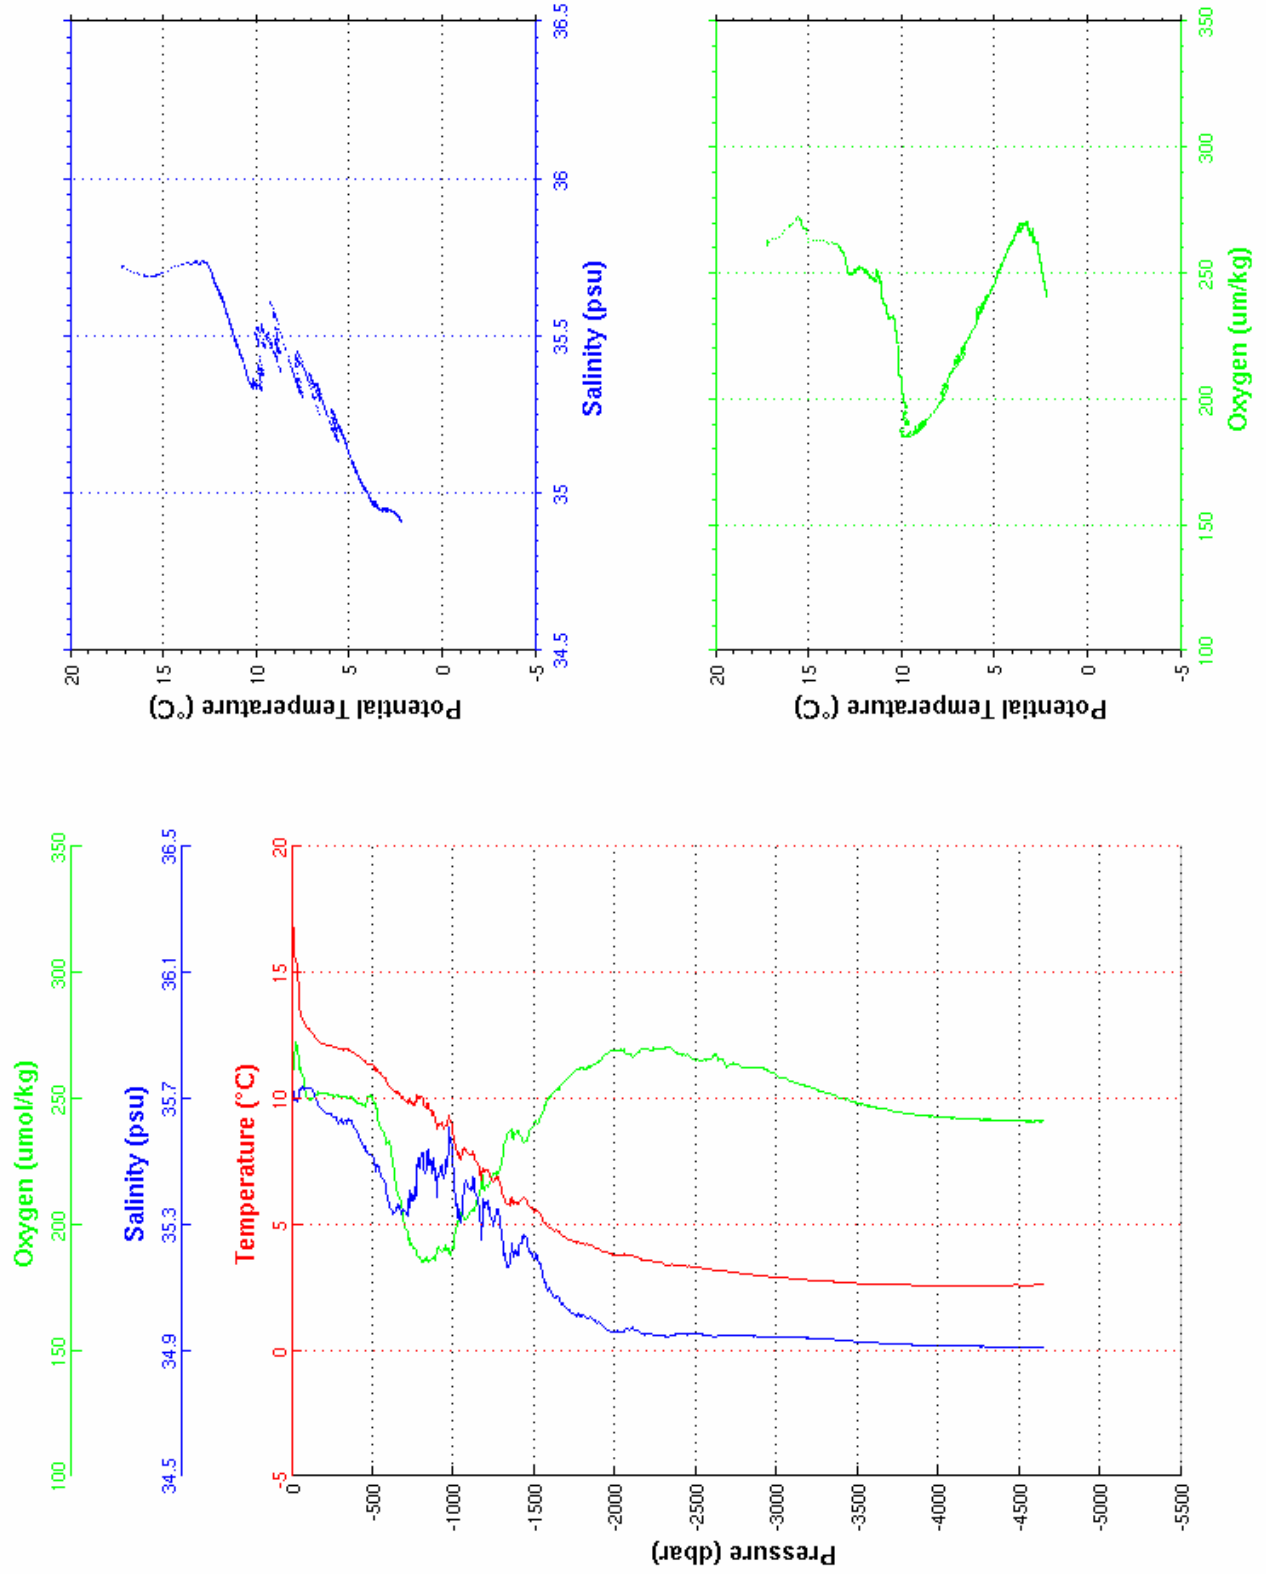 Oxygen (umol/kg)
100 150 200 250 300 350
Salinity (psu)
34.5 34.9 35.3 35.7 36.1 36.5
Temperature (°C)
-5 0 5 10 15 20
Pressure (dbar)
0
-500
-1000
-1500
-2000
-2500
-3000
-3500
-4000
-4500
-5000
-5500
Potential Temperature (°C)
20
15
10
5
0
-5
34.5 35 35.5 36 36.5
Salinity (psu)
Potential Temperature (°C)
20
15
10
5
0
-5
100 150 200 250 300 350
Oxygen (um/kg)